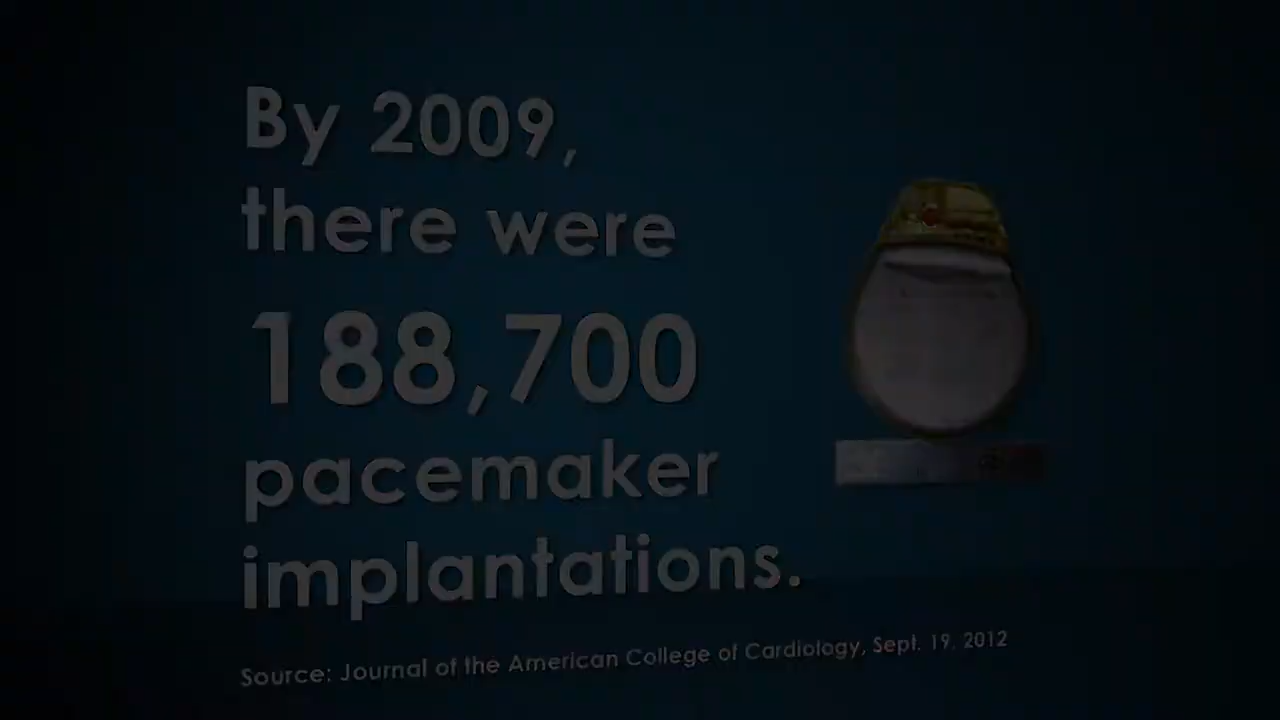 By 2009,
there were
188,700
pacemaker
implantations.
Source: Journal of the American College of Cardiology, Sept. 19, 2012